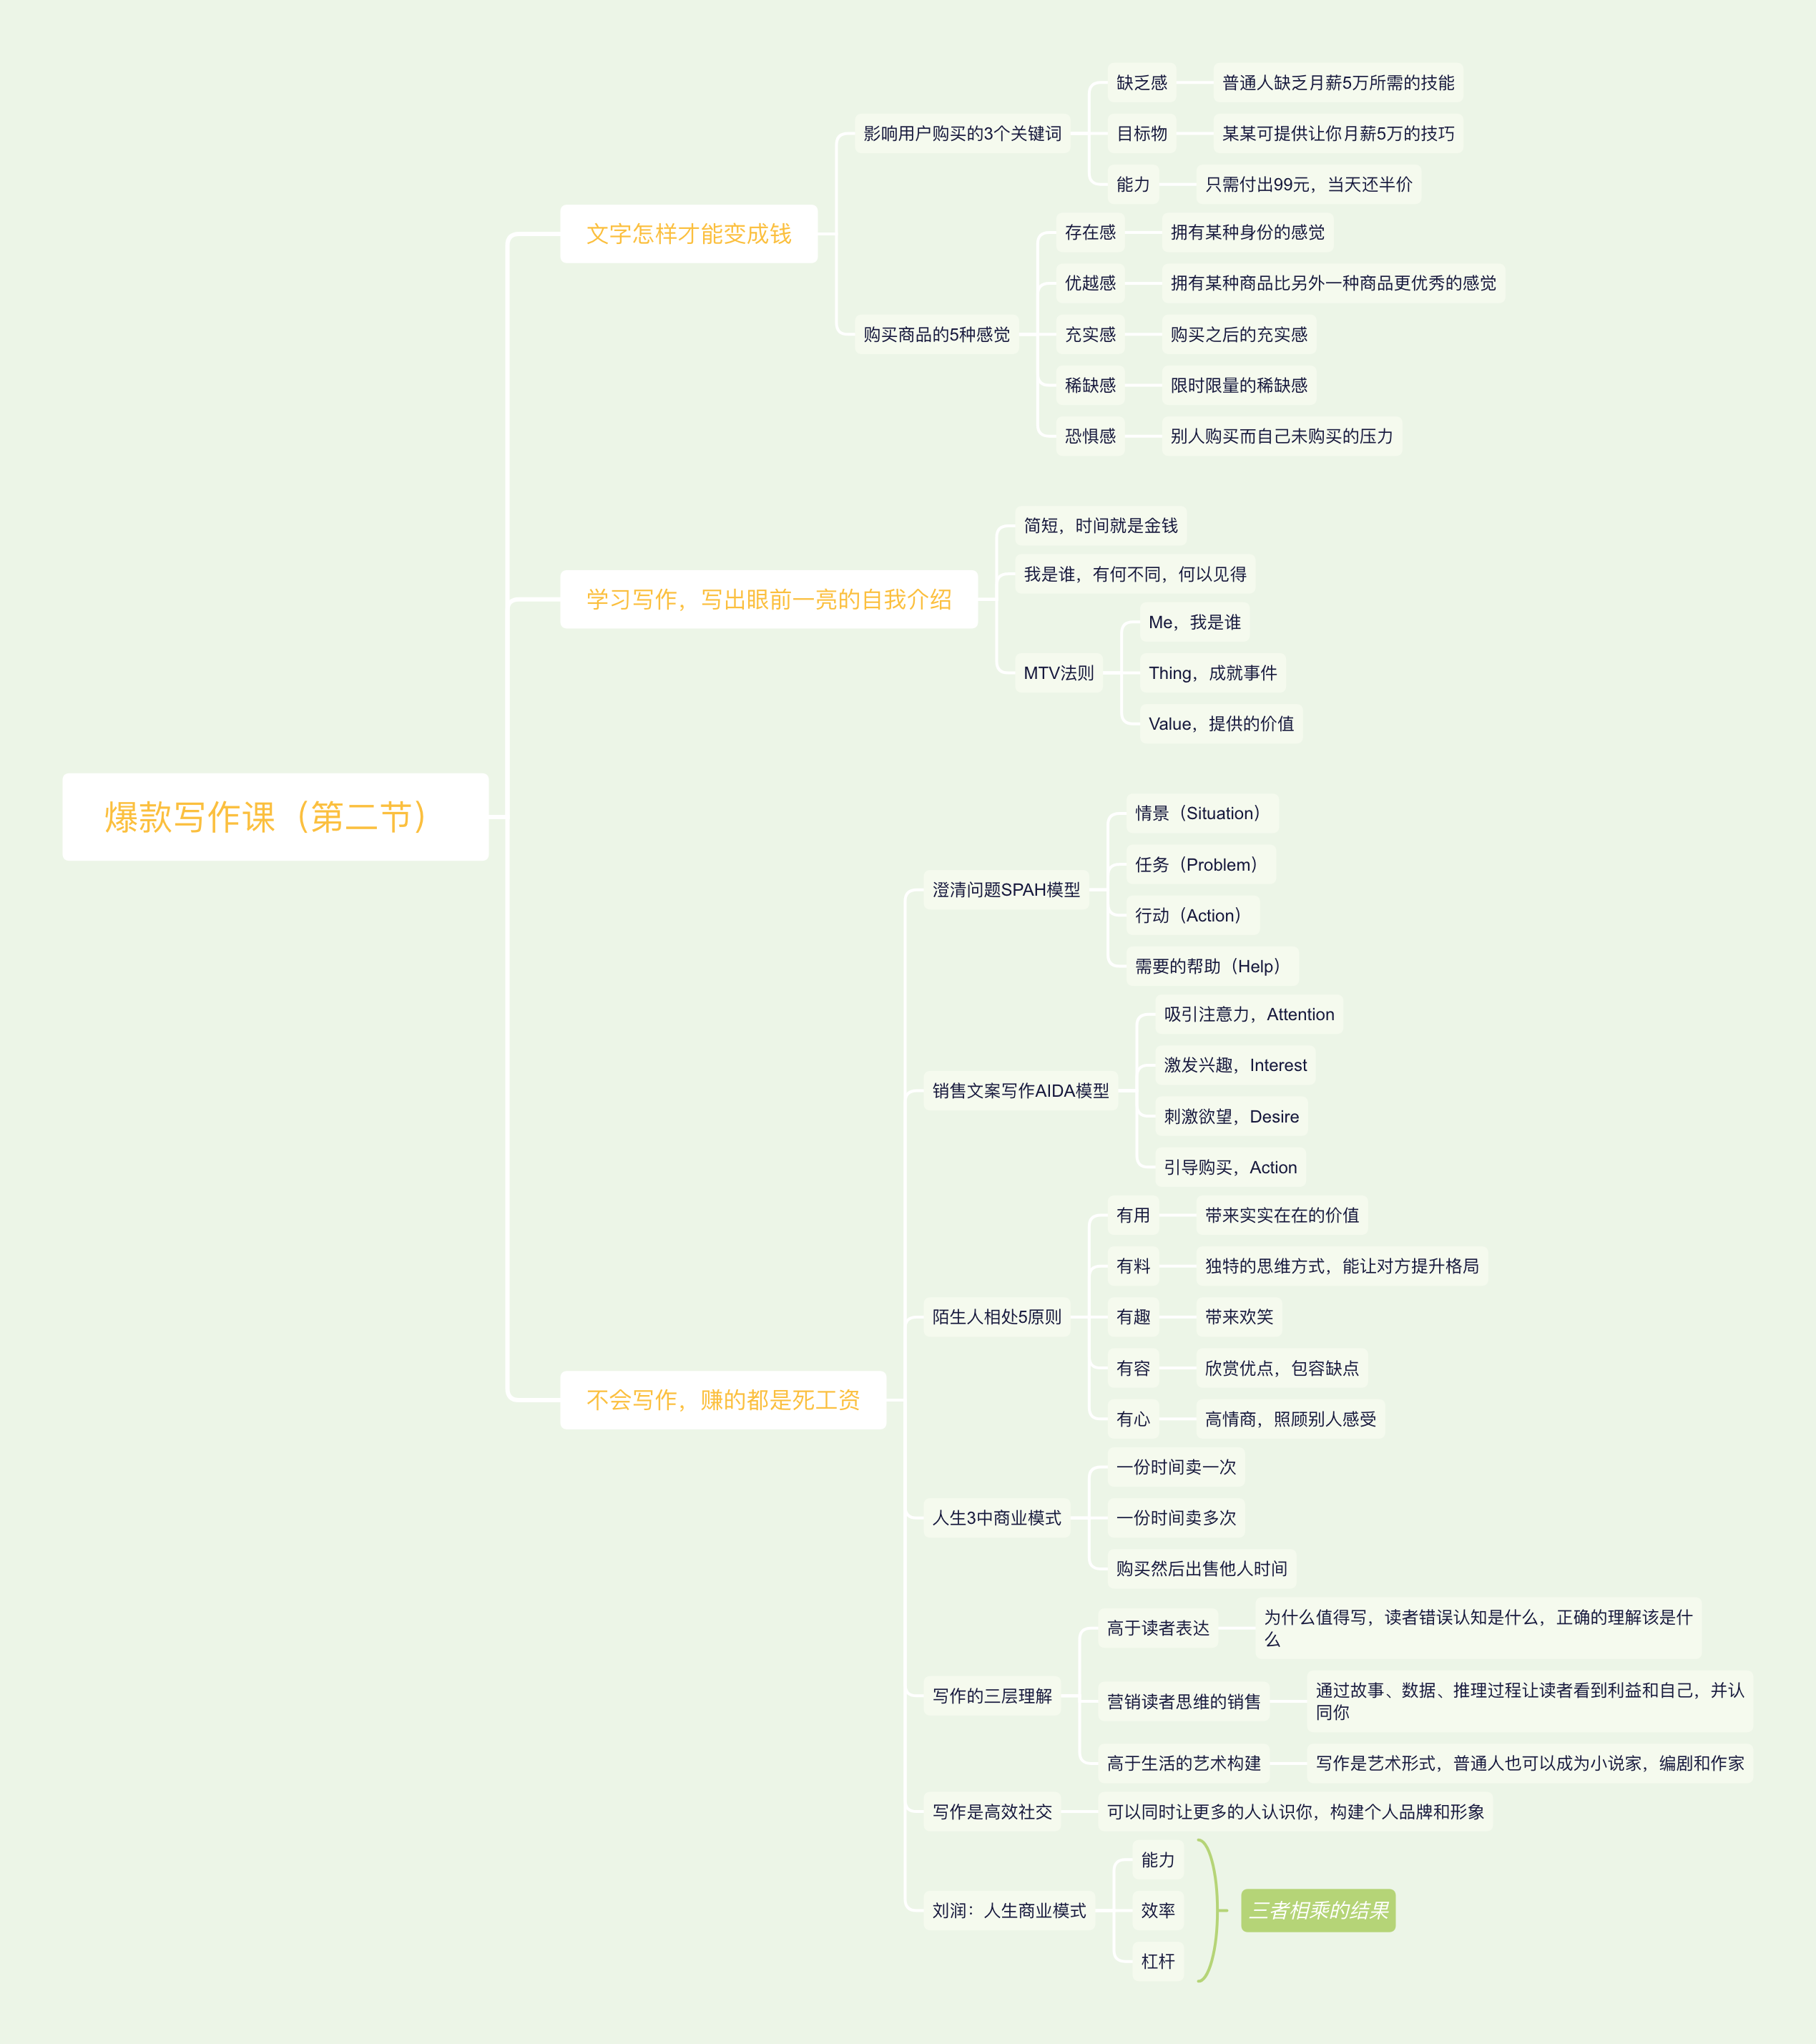 爆款写作课（第二节）
文字怎样才能变成钱
影响用户购买的3个关键词
缺乏感
普通人缺乏月薪5万所需的技能
目标物
某某可提供让你月薪5万的技巧
能力
只需付出99元，当天还半价
购买商品的5种感觉
存在感
拥有某种身份的感觉
优越感
拥有某种商品比另外一种商品更优秀的感觉
充实感
购买之后的充实感
稀缺感
限时限量的稀缺感
恐惧感
别人购买而自己未购买的压力
学习写作，写出眼前一亮的自我介绍
简短，时间就是金钱
我是谁，有何不同，何以见得
MTV法则
Me，我是谁
Thing，成就事件
Value，提供的价值
不会写作，赚的都是死工资
澄清问题SPAH模型
情景（Situation）
任务（Problem）
行动（Action）
需要的帮助（Help）
销售文案写作AIDA模型
吸引注意力，Attention
激发兴趣，Interest
刺激欲望，Desire
引导购买，Action
陌生人相处5原则
有用
带来实实在在的价值
有料
独特的思维方式，能让对方提升格局
有趣
带来欢笑
有容
欣赏优点，包容缺点
有心
高情商，照顾别人感受
人生3中商业模式
一份时间卖一次
一份时间卖多次
购买然后出售他人时间
写作的三层理解
高于读者表达
为什么值得写，读者错误认知是什么，正确的理解该是什
么
营销读者思维的销售
通过故事、数据、推理过程让读者看到利益和自己，并认
同你
高于生活的艺术构建
写作是艺术形式，普通人也可以成为小说家，编剧和作家
写作是高效社交
可以同时让更多的人认识你，构建个人品牌和形象
刘润：人生商业模式
能力
效率
杠杆
三者相乘的结果